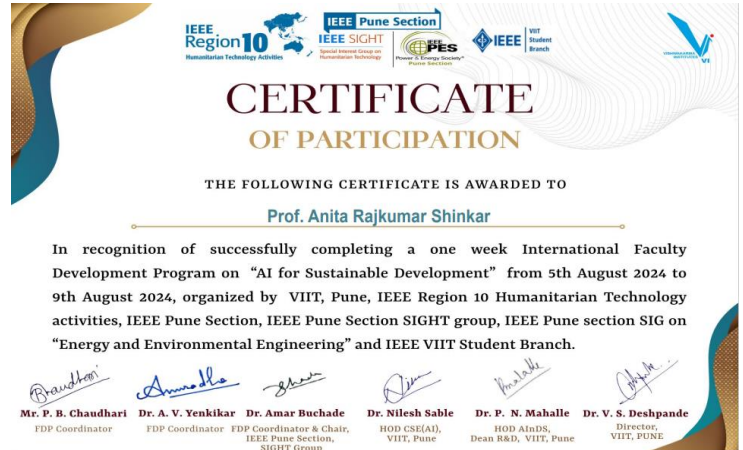 IEEE
Region 10
Humanitarian Technology Activities
IEEE Pune Section
IEEE SIGHT
Special Interest Group on
Humanitarian Technology
IEEE
PES
Power & Energy Society®
Pune Section
IEEE
VIIT
Student
Branch
VISHWAKARMA
INSTITUTES
VI
CERTIFICATE
OF PARTICIPATION
THE FOLLOWING CERTIFICATE IS AWARDED TO
Prof. Anita Rajkumar Shinkar
In recognition of successfully completing a one week International Faculty
Development Program on “AI for Sustainable Development” from 5th August 2024 to
9th August 2024, organized by VIIT, Pune, IEEE Region 10 Humanitarian Technology
activities, IEEE Pune Section, IEEE Pune Section SIGHT group, IEEE Pune section SIG on
“Energy and Environmental Engineering” and IEEE VIIT Student Branch.
Mr. P. B. Chaudhari
FDP Coordinator
Dr. A. V. Yenkikar
FDP Coordinator
Dr. Amar Buchade
FDP Coordinator & Chair,
IEEE Pune Section,
SIGHT Group
Dr. Nilesh Sable
HOD CSE(AI),
VIIT, Pune
Dr. P. N. Mahalle
HOD AInDS,
Dean R&D, VIIT, Pune
Dr. V. S. Deshpande
Director,
VIIT, PUNE